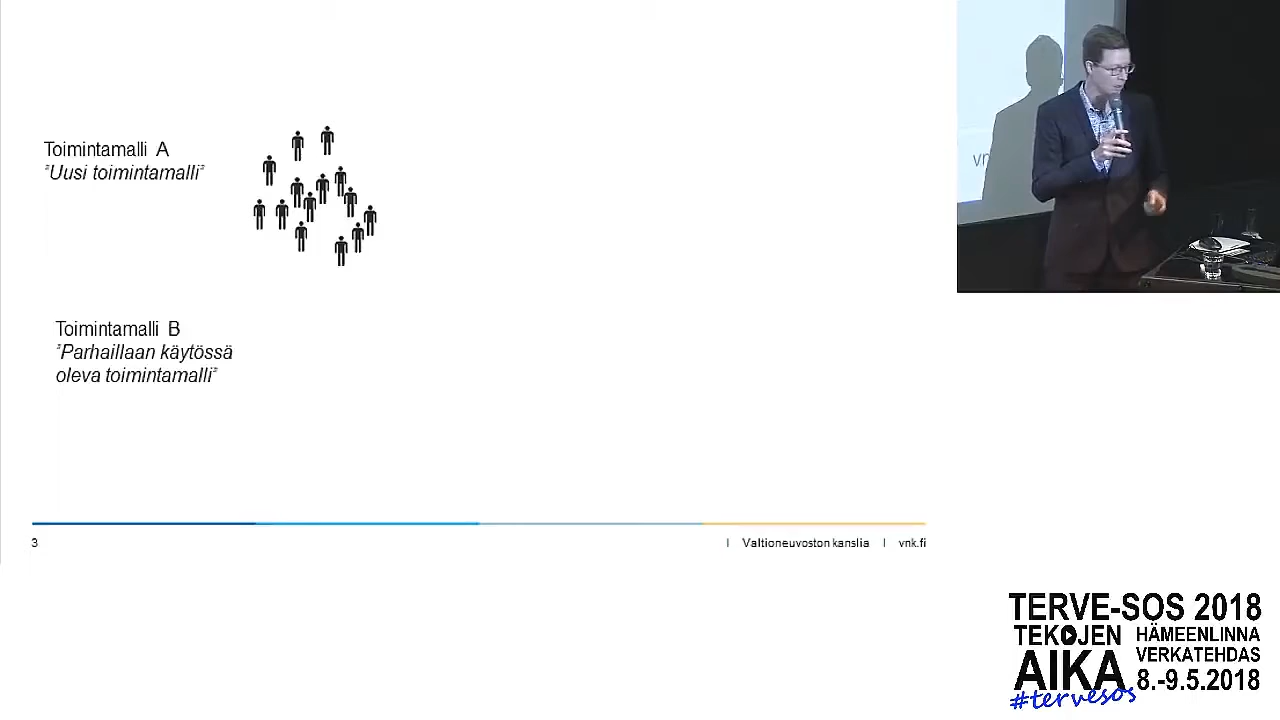 Toimintamalli A
"Uusi toimintamalli"
Toimintamalli B
"Parhaillaan käytössä
oleva toimintamalli"
3
I Valtioneuvoston kanslia I vnk.fi
TERVE-SOS 2018
TEKOJEN
AIKA
HÄMEENLINNA
VERKATEHDAS
8.-9.5.2018
#tervesos